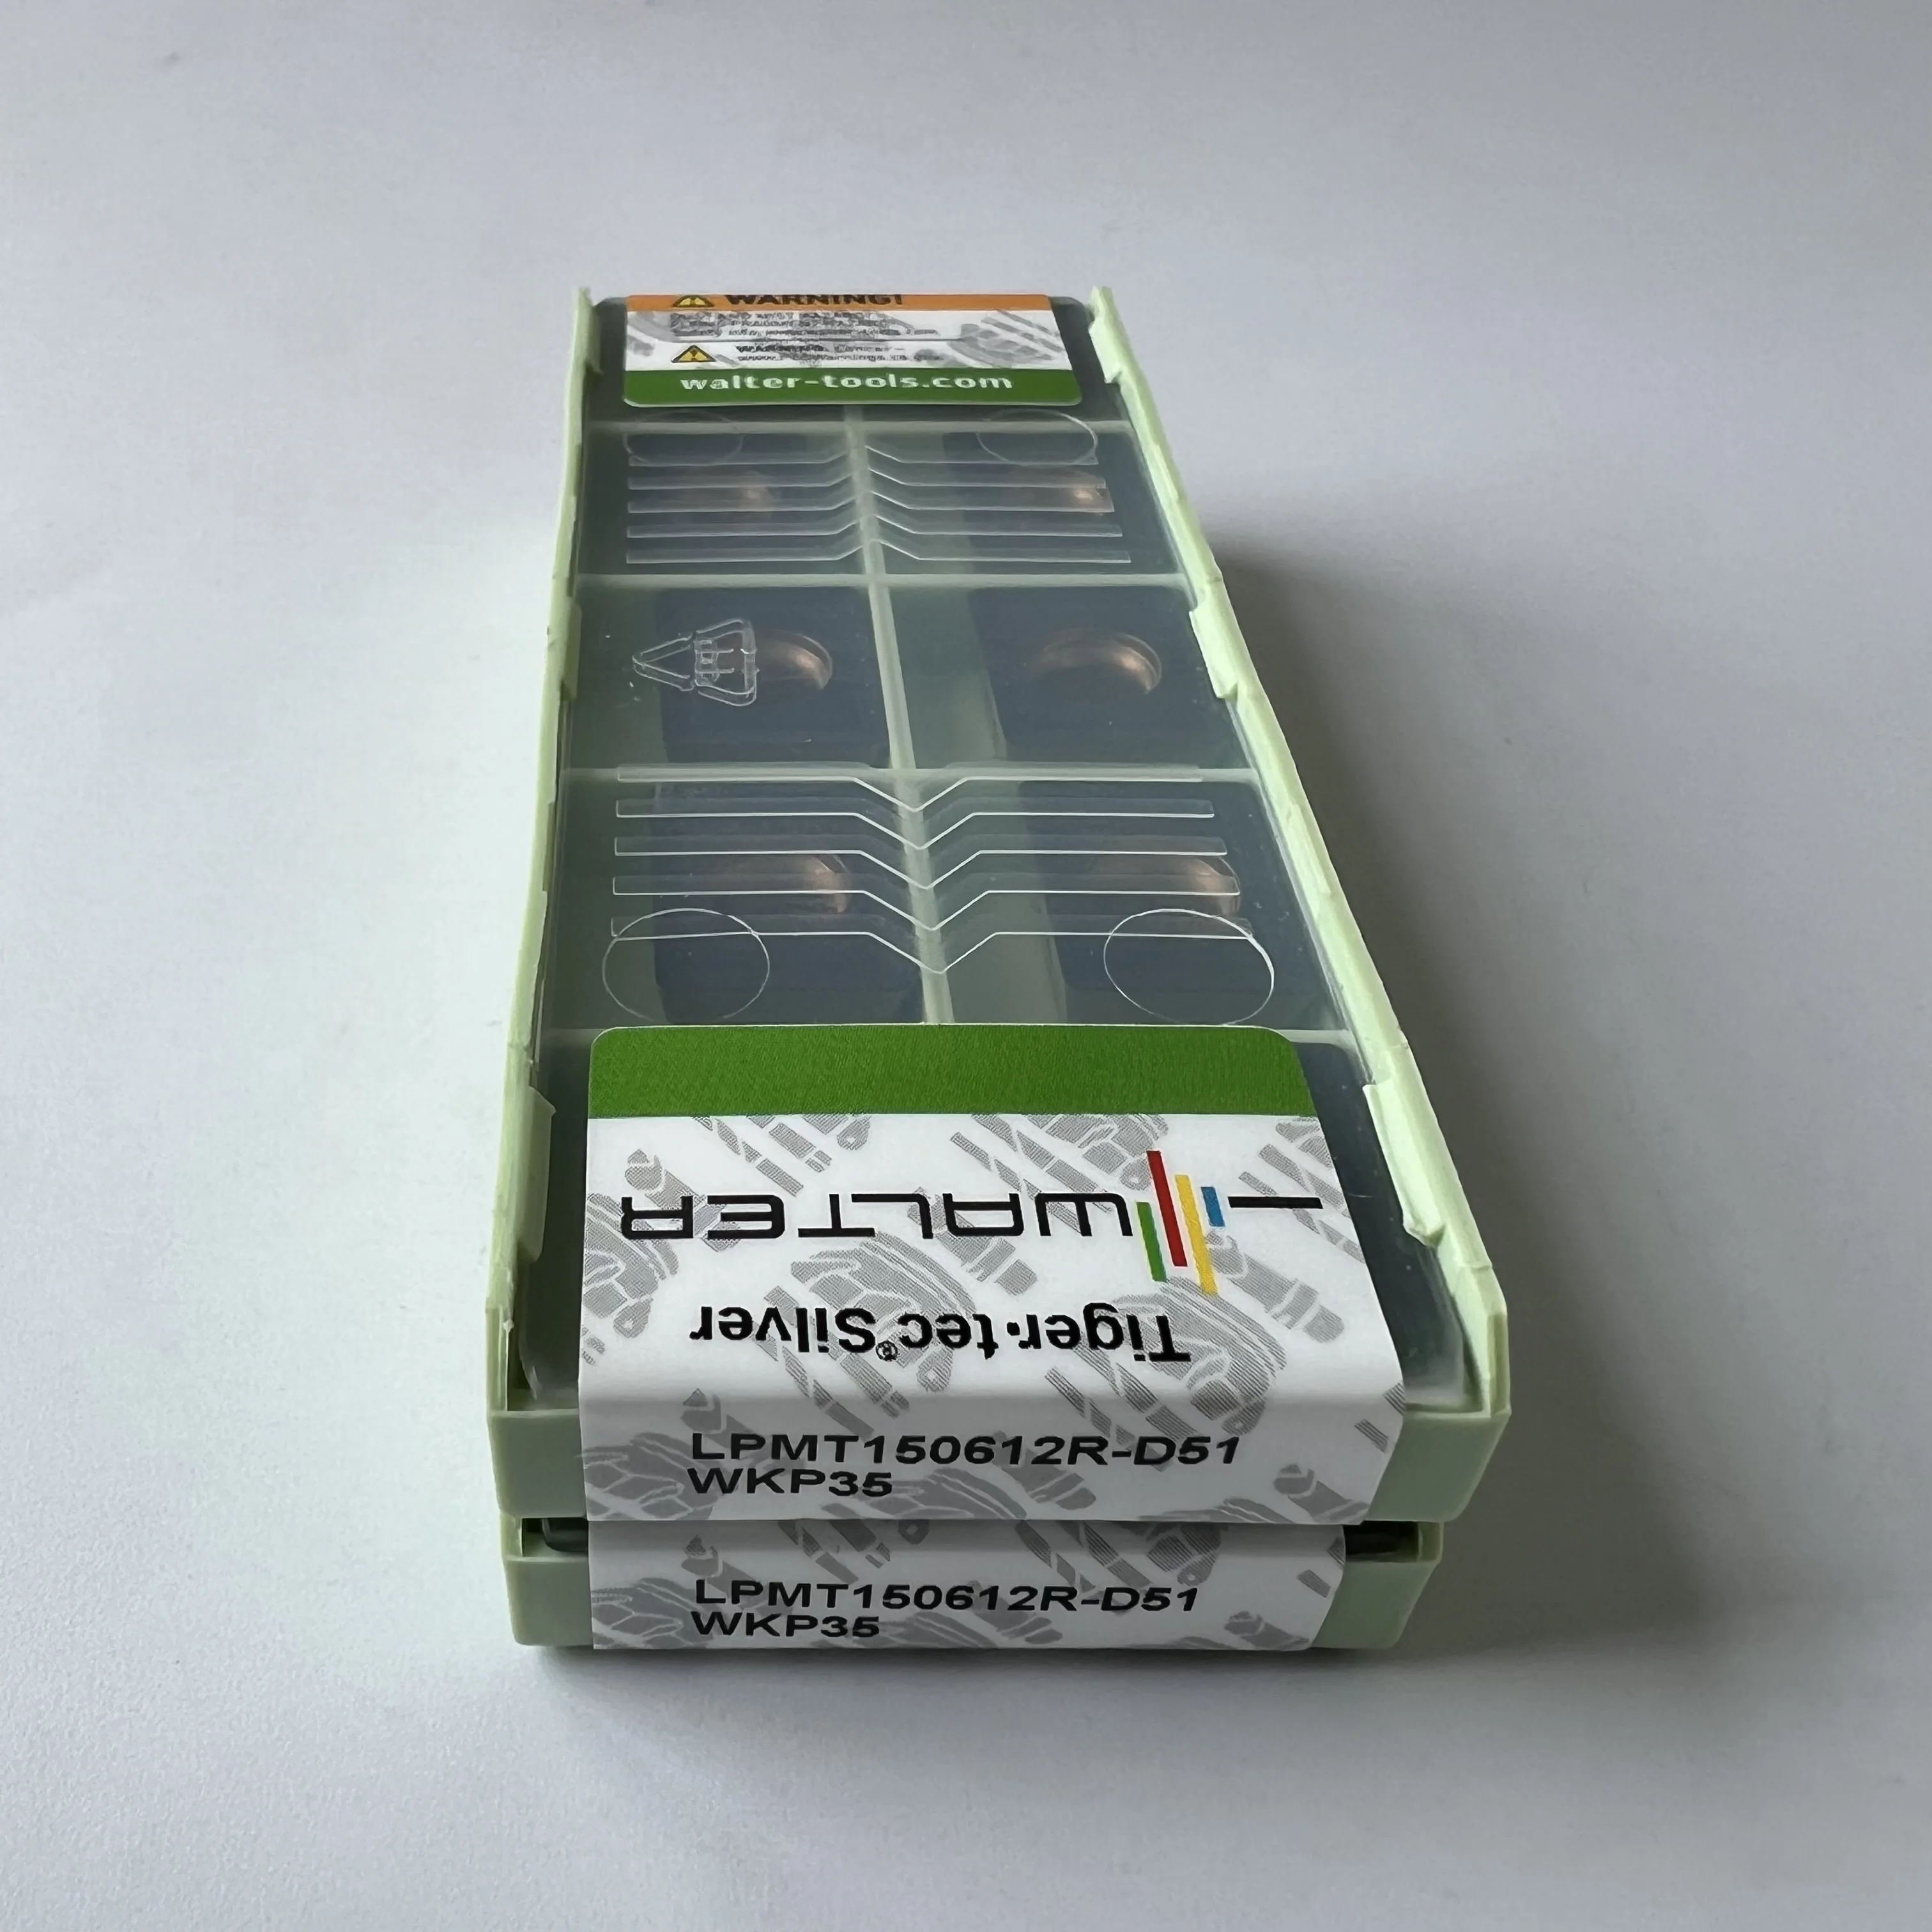 WARNING!
WARNING
walter-tools.com
WALTER
Tiger·tec®Silver
LPMT150612R-D51
WKP35
LPMT150612R-D51
WKP35